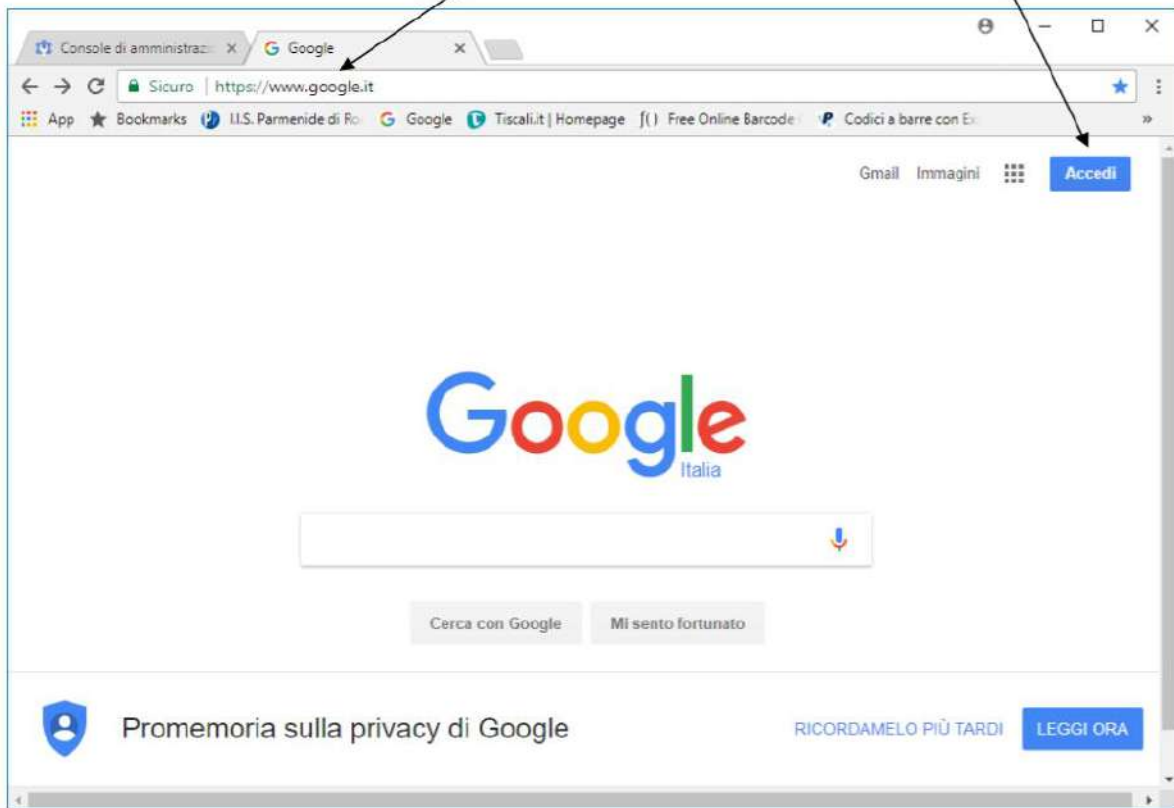 Console di amministrazi
Google
Sicuro | https://www.google.it
App Bookmarks I.I.S. Parmenide di Ro Google Tiscali.it | Homepage Free Online Barcode Codici a barre con Ex
Gmail Immagini Accedi
Google
Italia
Cerca con Google Mi sento fortunato
Promemoria sulla privacy di Google RICORDAMELO PIÙ TARDI LEGGI ORA